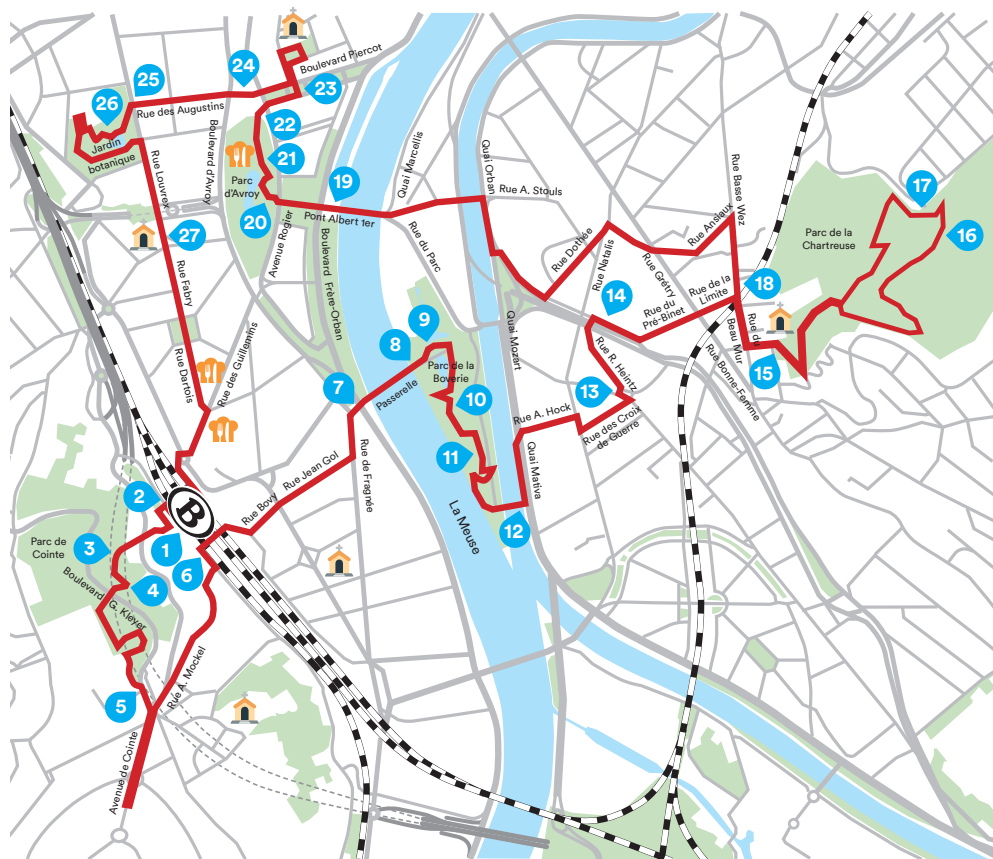 Boulevard Piercot
24
23
25
26
Rue des Augustins
22
Jardin
botanique
21
Boulevard d'Avroy
Quai Marcellis
Quai Orban
Rue Basse Wez
Rue Louvrex
Parc
d'Avroy
19
Rue A. Stouls
17
20
Pont Albert 1er
16
Parc de la
Chartreuse
Rue Anslaux
27
Avenue Rogier
Rue du Parc
Rue Dothée
Rue Natalis
Rue Grétry
Rue Fabry
Boulevard Frère-Orban
14
Rue de la
Limite
18
Rue du
Pré-Binet
9
8
Quai Mozart
Rue du
Beau Mur
Rue Dartois
Rue des Guillemins
Parc de la
Boverie
Rue R. Heintz
Rue Bonne-Femme
15
7
Passerelle
10
13
Rue A. Hock
Rue des Croix
de Guerre
11
Rue Jean Gol
Rue de Fragnée
Quai Mativa
2
B
Rue Bovy
La Meuse
12
Parc de
Cointe
3
1
6
4
Boulevard G. Kleyer
5
Rue A. Mockel
Avenue de Cointe